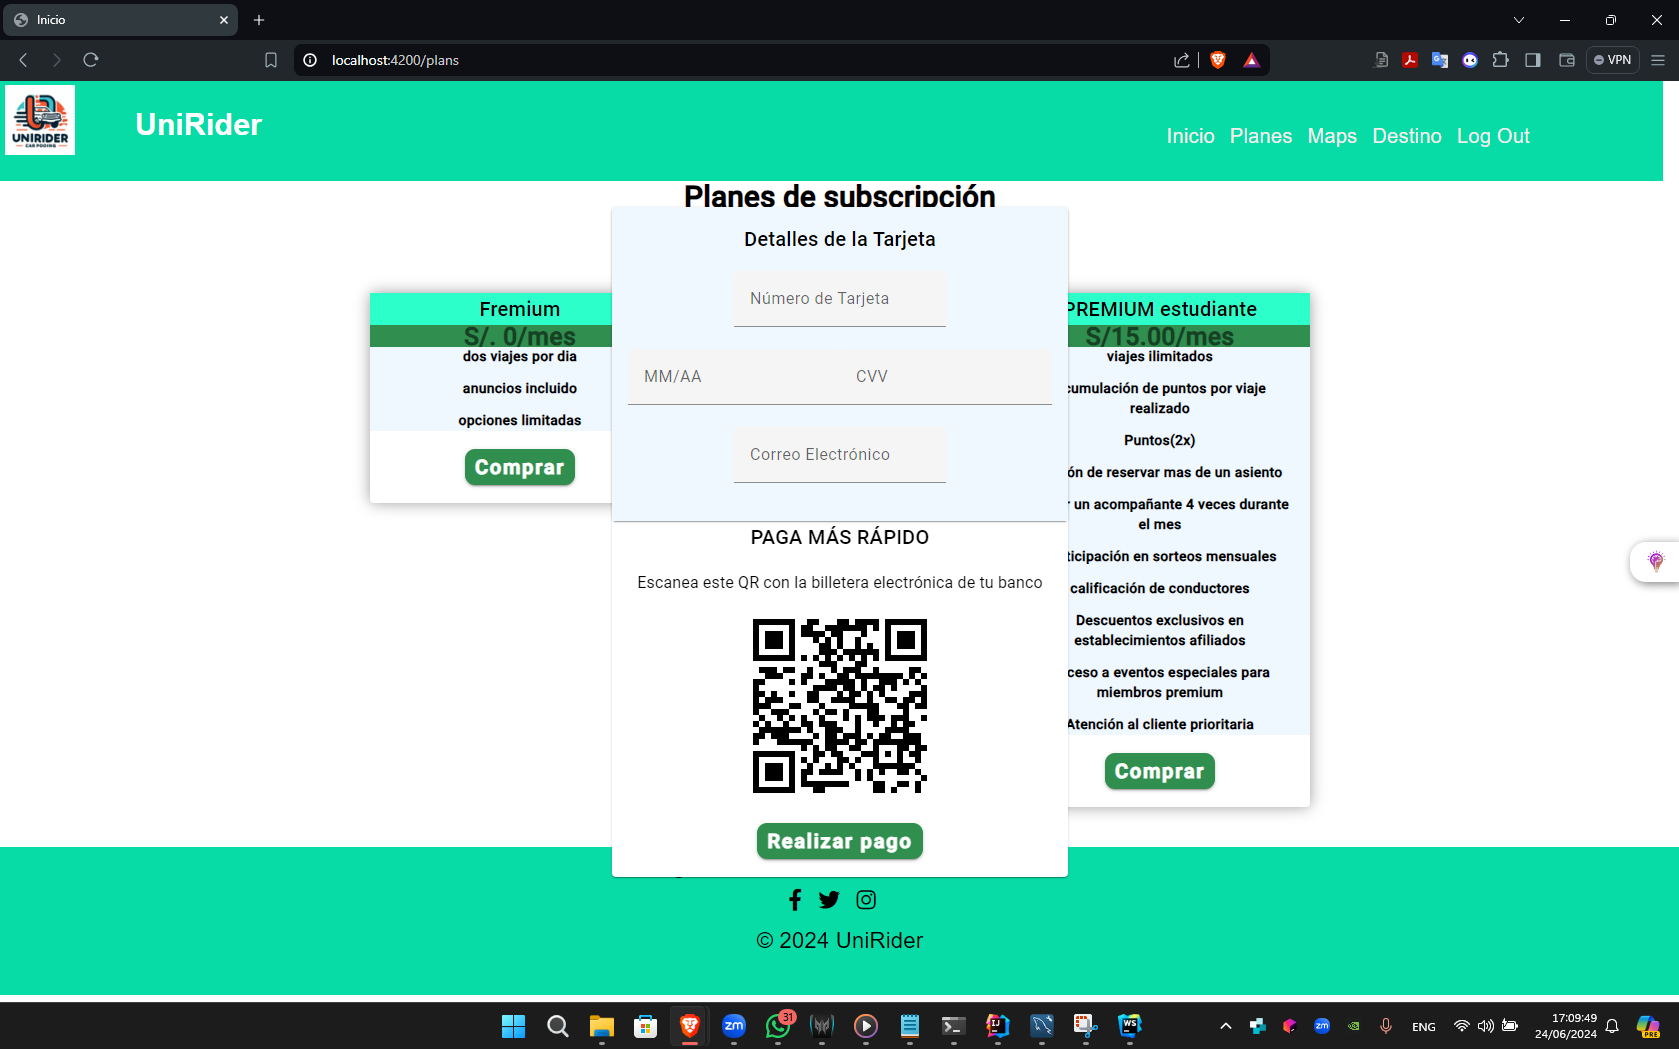 Inicio
localhost:4200/plans
VPN
UNIRIDER
UniRider
Inicio Planes Maps Destino Log Out
Planes de subscripción
Detalles de la Tarjeta
Número de Tarjeta
MM/AA CVV
Correo Electrónico
PAGA MÁS RÁPIDO
Escanea este QR con la billetera electrónica de tu banco
Realizar pago
Fremium
S/. 0/mes
dos viajes por dia
anuncios incluido
opciones limitadas
Comprar
PREMIUM estudiante
S/15.00/mes
viajes ilimitados
cumulación de puntos por viaje
realizado
Puntos(2x)
ón de reservar mas de un asiento
un acompañante 4 veces durante
el mes
ticipación en sorteos mensuales
calificación de conductores
Descuentos exclusivos en
establecimientos afiliados
ceso a eventos especiales para
miembros premium
Atención al cliente prioritaria
Comprar
© 2024 UniRider
zm
31
IJ
WS
zm
ENG
17:09:49
24/06/2024
PRE